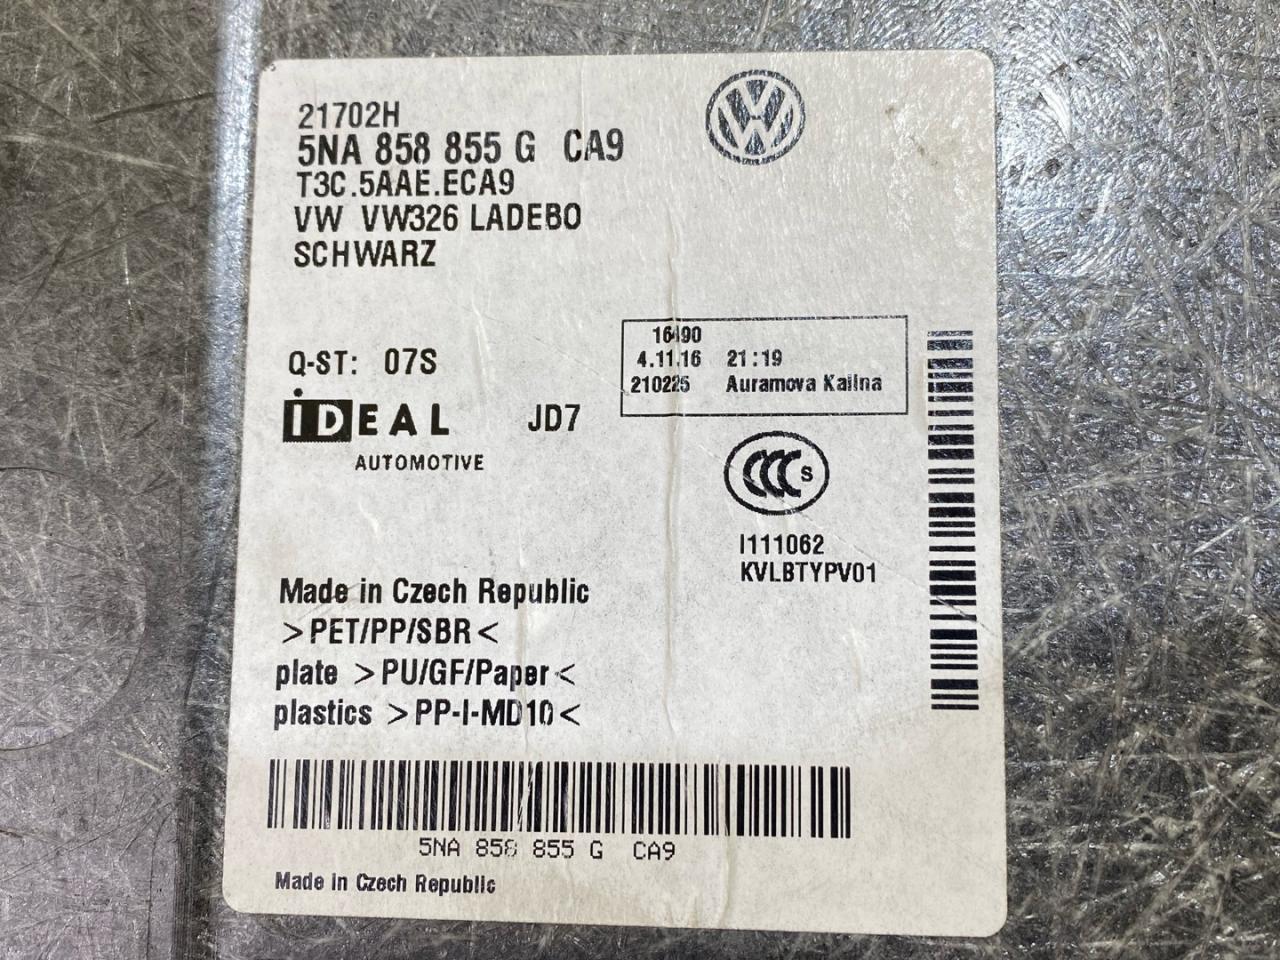 21702H
5NA 858 855 G CA9
T3C.5AAE.ECA9
VW VW326 LADEBO
SCHWARZ
16490
4.11.16 21:19
210225 Auramova Kalina
Q-ST: 07S
iDEAL JD7
AUTOMOTIVE
CCC S
I111062
KVLBTYPV01
Made in Czech Republic
>PET/PP/SBR<
plate >PU/GF/Paper<
plastics >PP-I-MD10<
5NA 858 855 G CA9
Made in Czech Republic